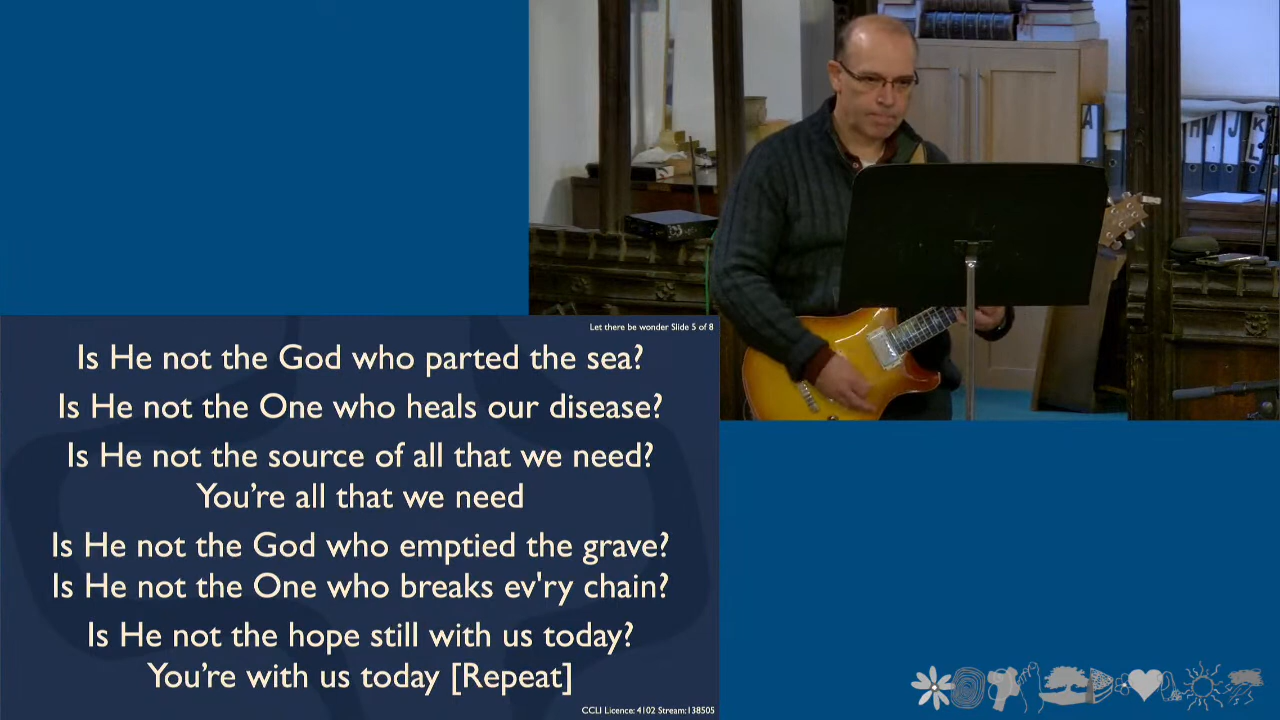 Let there be wonder Slide 5 of 8
Is He not the God who parted the sea?
Is He not the One who heals our disease?
Is He not the source of all that we need?
You’re all that we need
Is He not the God who emptied the grave?
Is He not the One who breaks ev'ry chain?
Is He not the hope still with us today?
You’re with us today [Repeat]
CCLI Licence: 4102 Stream:138505
A
H
J
K
L